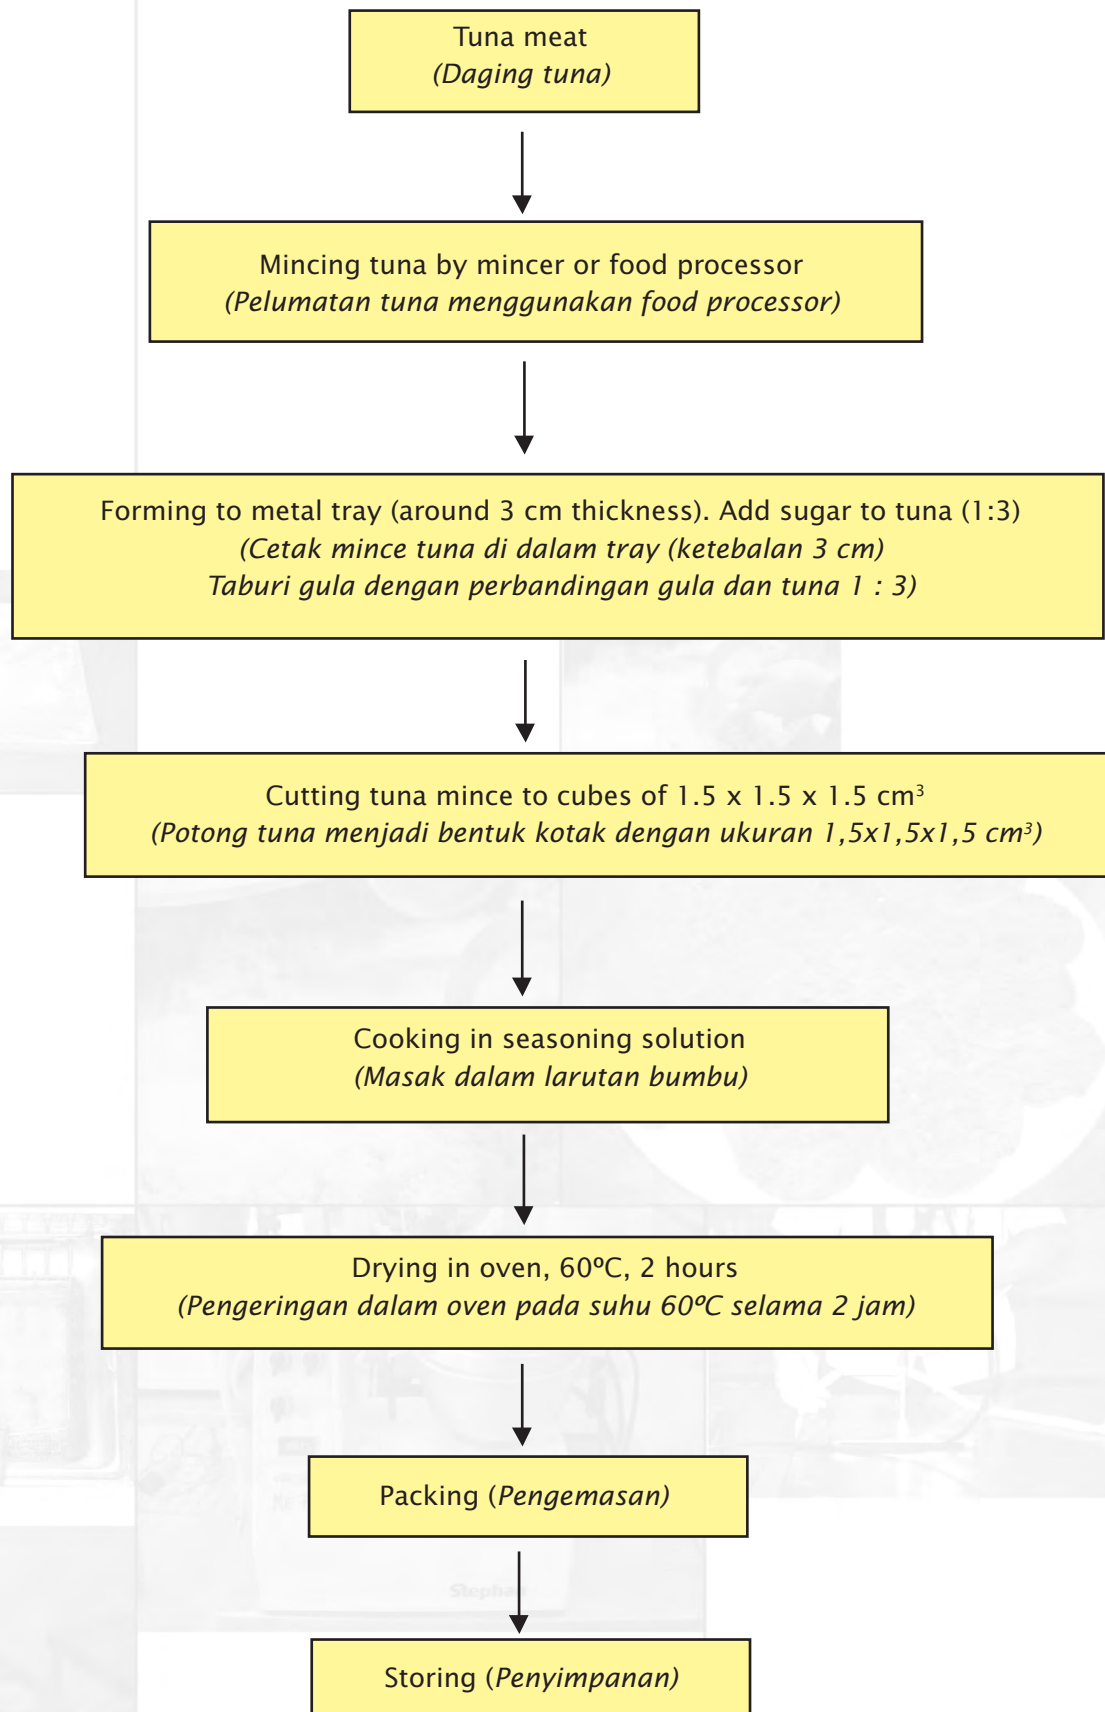 Tuna meat
(Daging tuna)
Mincing tuna by mincer or food processor
(Pelumatan tuna menggunakan food processor)
Forming to metal tray (around 3 cm thickness). Add sugar to tuna (1:3)
(Cetak mince tuna di dalam tray (ketebalan 3 cm)
Taburi gula dengan perbandingan gula dan tuna 1 : 3)
Cutting tuna mince to cubes of 1.5 x 1.5 x 1.5 cm³
(Potong tuna menjadi bentuk kotak dengan ukuran 1,5x1,5x1,5 cm³)
Cooking in seasoning solution
(Masak dalam larutan bumbu)
Drying in oven, 60ºC, 2 hours
(Pengeringan dalam oven pada suhu 60ºC selama 2 jam)
Packing (Pengemasan)
Storing (Penyimpanan)